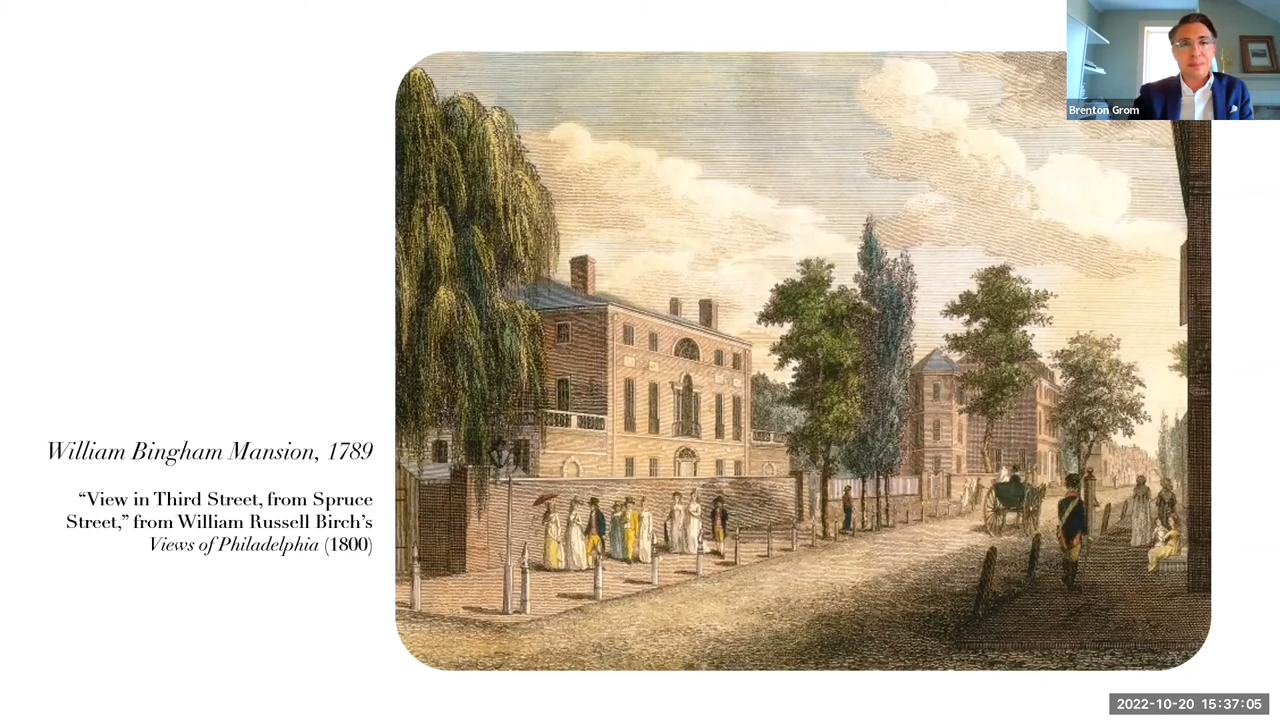 Brenton Grom
William Bingham Mansion, 1789
“View in Third Street, from Spruce
Street,” from William Russell Birch’s
Views of Philadelphia (1800)
2022-10-20 15:37:05